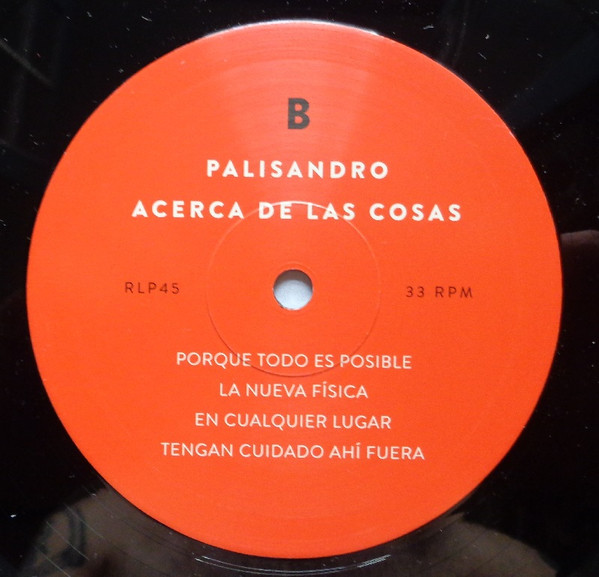 B
PALISANDRO
ACERCA DE LAS COSAS
RLP45 33 RPM
PORQUE TODO ES POSIBLE
LA NUEVA FÍSICA
EN CUALQUIER LUGAR
TENGAN CUIDADO AHÍ FUERA